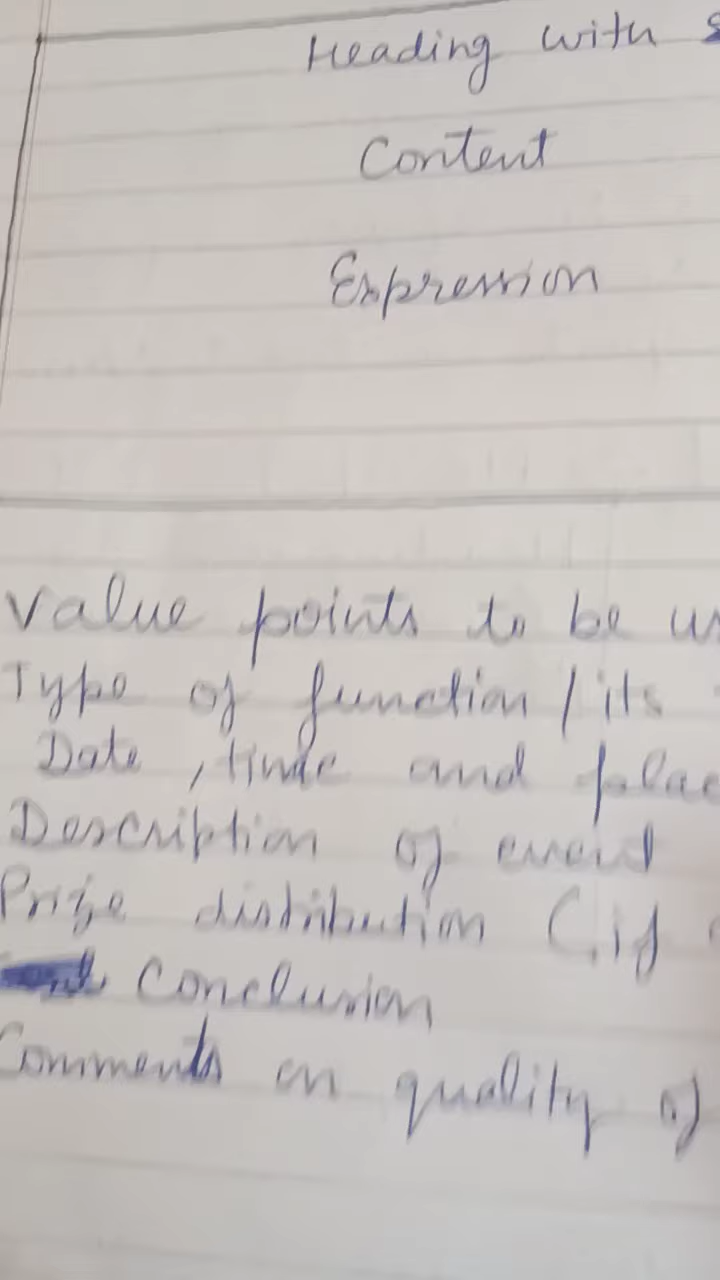 Heading with
Content
Expression
Value points to be
Type of function / its
Date, time and
Description of event
Prize distribution (if
Conclusion
Comments on quality of